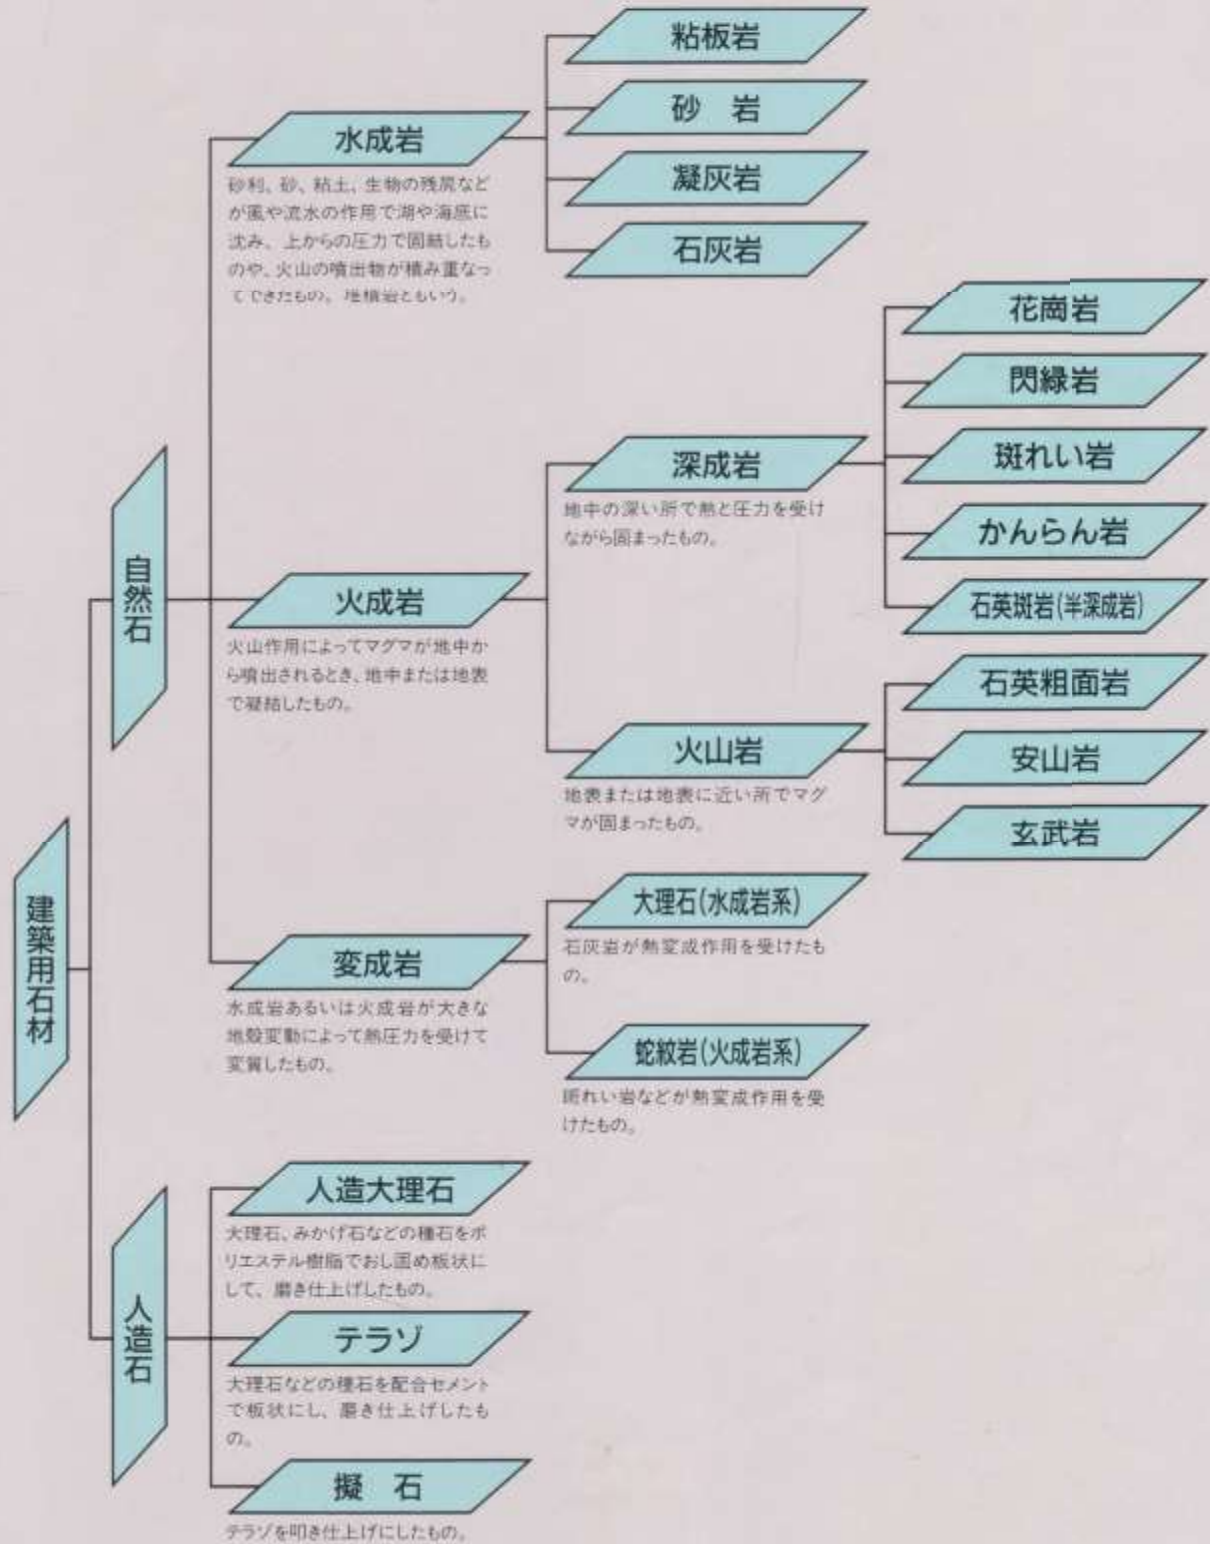 建築用石材
自然石
水成岩
砂利、砂、粘土、生物の残屍など
が風や流水の作用で湖や海底に
沈み、上からの圧力で固結したも
のや、火山の噴出物が積み重なっ
てできたもの。堆積岩ともいう。
粘板岩
砂　岩
凝灰岩
石灰岩
火成岩
火山作用によってマグマが地中か
ら噴出されるとき、地中または地表
で凝結したもの。
深成岩
地中の深い所で熱と圧力を受け
ながら固まったもの。
花崗岩
閃緑岩
斑れい岩
かんらん岩
石英斑岩(半深成岩)
火山岩
地表または地表に近い所でマグ
マが固まったもの。
石英粗面岩
安山岩
玄武岩
変成岩
水成岩あるいは火成岩が大きな
地殻変動によって熱圧力を受けて
変質したもの。
大理石(水成岩系)
石灰岩が熱変成作用を受けたも
の。
蛇紋岩(火成岩系)
斑れい岩などが熱変成作用を受
けたもの。
人造石
人造大理石
大理石、みかげ石などの種石をポ
リエステル樹脂でおし固め板状に
して、磨き仕上げしたもの。
テラゾ
大理石などの種石を配合セメント
で板状にし、磨き仕上げしたも
の。
擬　石
テラゾを叩き仕上げにしたもの。